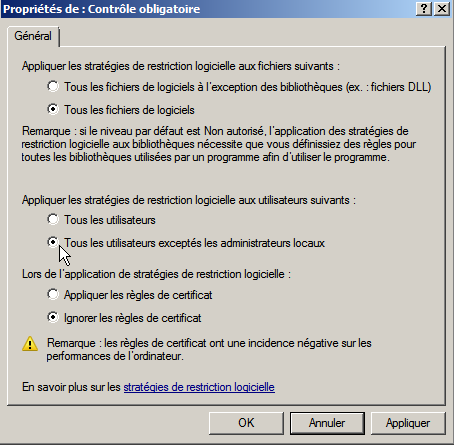 Propriétés de : Contrôle obligatoire
Général
Appliquer les stratégies de restriction logicielle aux fichiers suivants :
Tous les fichiers de logiciels à l'exception des bibliothèques (ex. : fichiers DLL)
Tous les fichiers de logiciels
Remarque : si le niveau par défaut est Non autorisé, l'application des stratégies de
restriction logicielle aux bibliothèques nécessite que vous définissiez des règles pour
toutes les bibliothèques utilisées par un programme afin d'utiliser le programme.
Appliquer les stratégies de restriction logicielle aux utilisateurs suivants :
Tous les utilisateurs
Tous les utilisateurs exceptés les administrateurs locaux
Lors de l'application de stratégies de restriction logicielle :
Appliquer les règles de certificat
Ignorer les règles de certificat
Remarque : les règles de certificat ont une incidence négative sur les
performances de l'ordinateur.
En savoir plus sur les stratégies de restriction logicielle
OK
Annuler
Appliquer